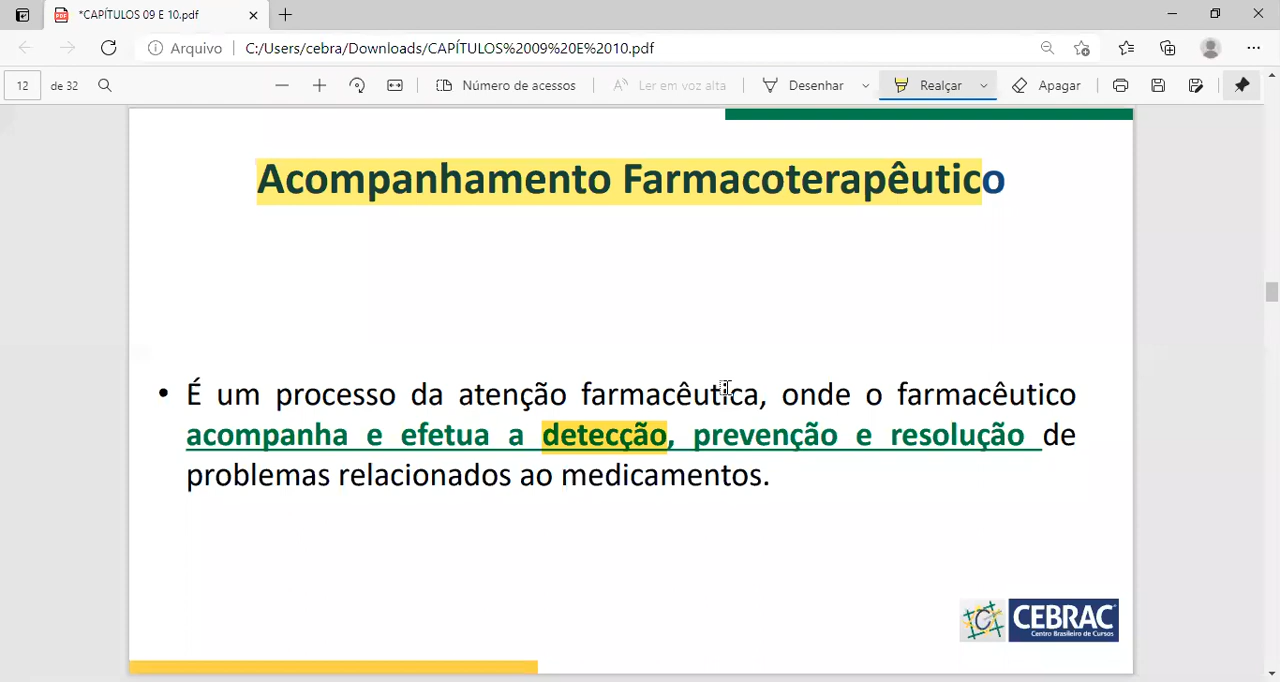 *CAPÍTULOS 09 E 10.pdf
Arquivo C:/Users/cebra/Downloads/CAPÍTULOS%2009%20E%2010.pdf
12 de 32 Número de acessos Ler em voz alta Desenhar Realçar Apagar
Acompanhamento Farmacoterapêutico
• É um processo da atenção farmacêutica, onde o farmacêutico
acompanha e efetua a detecção, prevenção e resolução de
problemas relacionados ao medicamentos.
CEBRAC
Centro Brasileiro de Cursos